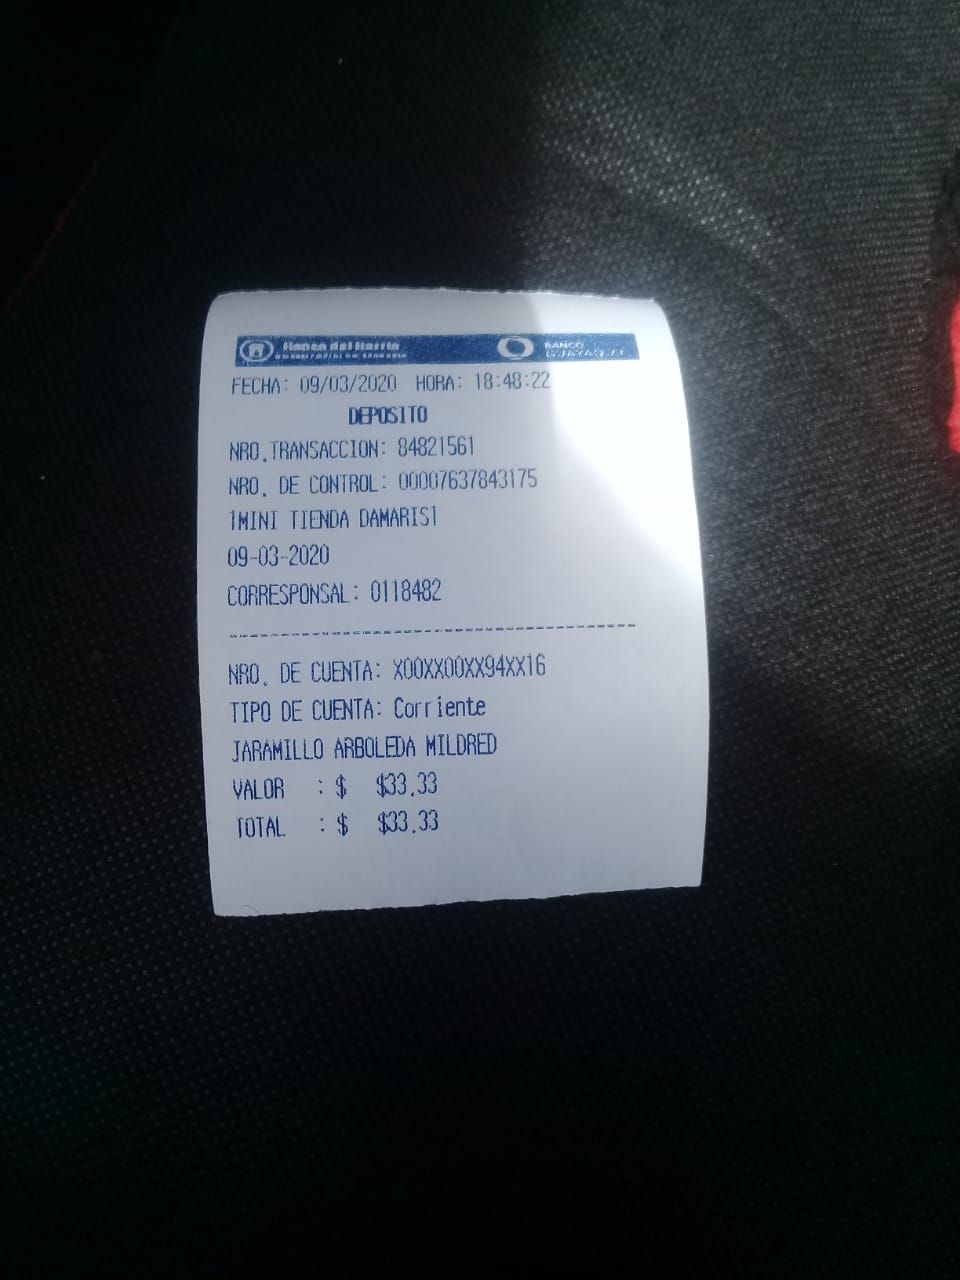 Banco del Barrio
BANCO
GUAYAQUIL
FECHA: 09/03/2020 HORA: 18:48:22
DEPOSITO
NRO.TRANSACCION: 84821561
NRO. DE CONTROL: 00007637843175
1MINI TIENDA DAMARIS1
09-03-2020
CORRESPONSAL: 0118482
NRO. DE CUENTA: X00XX00XX94XX16
TIPO DE CUENTA: Corriente
JARAMILLO ARBOLEDA MILDRED
VALOR : $ $33.33
TOTAL : $ $33.33